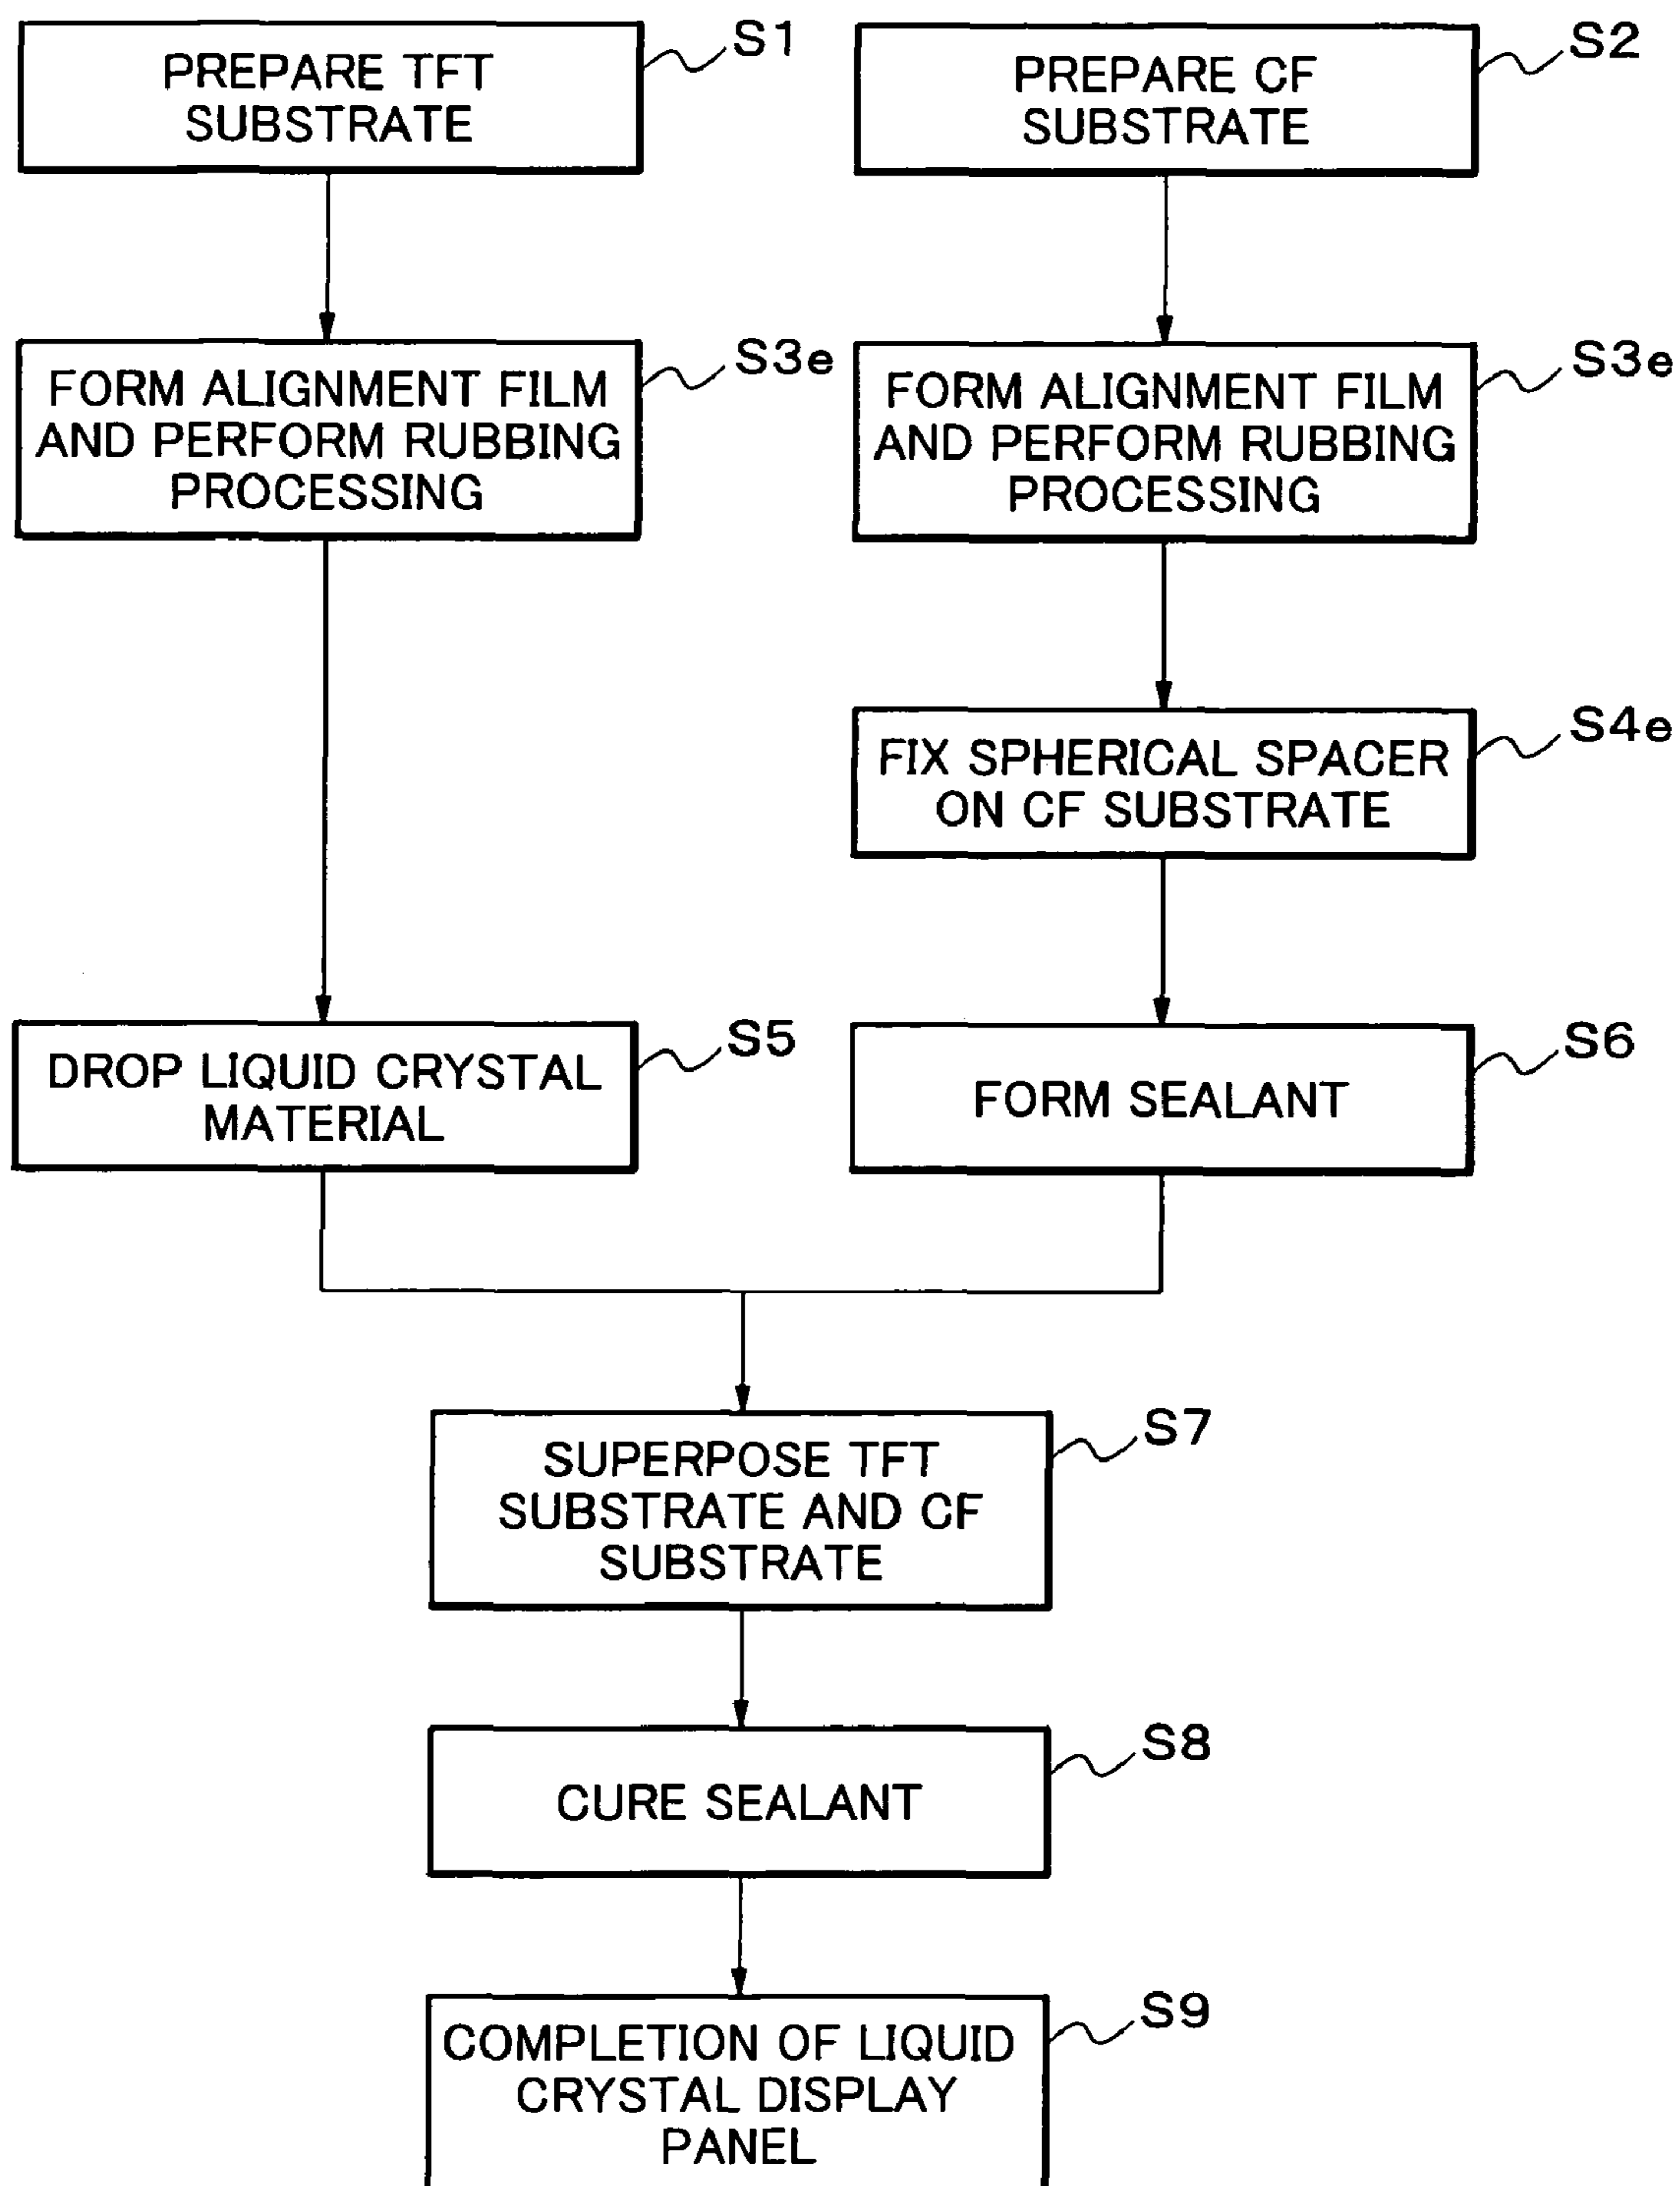 PREPARE TFT
SUBSTRATE
S1
PREPARE CF
SUBSTRATE
S2
FORM ALIGNMENT FILM
AND PERFORM RUBBING
PROCESSING
S3e
FORM ALIGNMENT FILM
AND PERFORM RUBBING
PROCESSING
S3e
FIX SPHERICAL SPACER
ON CF SUBSTRATE
S4e
DROP LIQUID CRYSTAL
MATERIAL
S5
FORM SEALANT
S6
SUPERPOSE TFT
SUBSTRATE AND CF
SUBSTRATE
S7
CURE SEALANT
S8
COMPLETION OF LIQUID
CRYSTAL DISPLAY
PANEL
S9